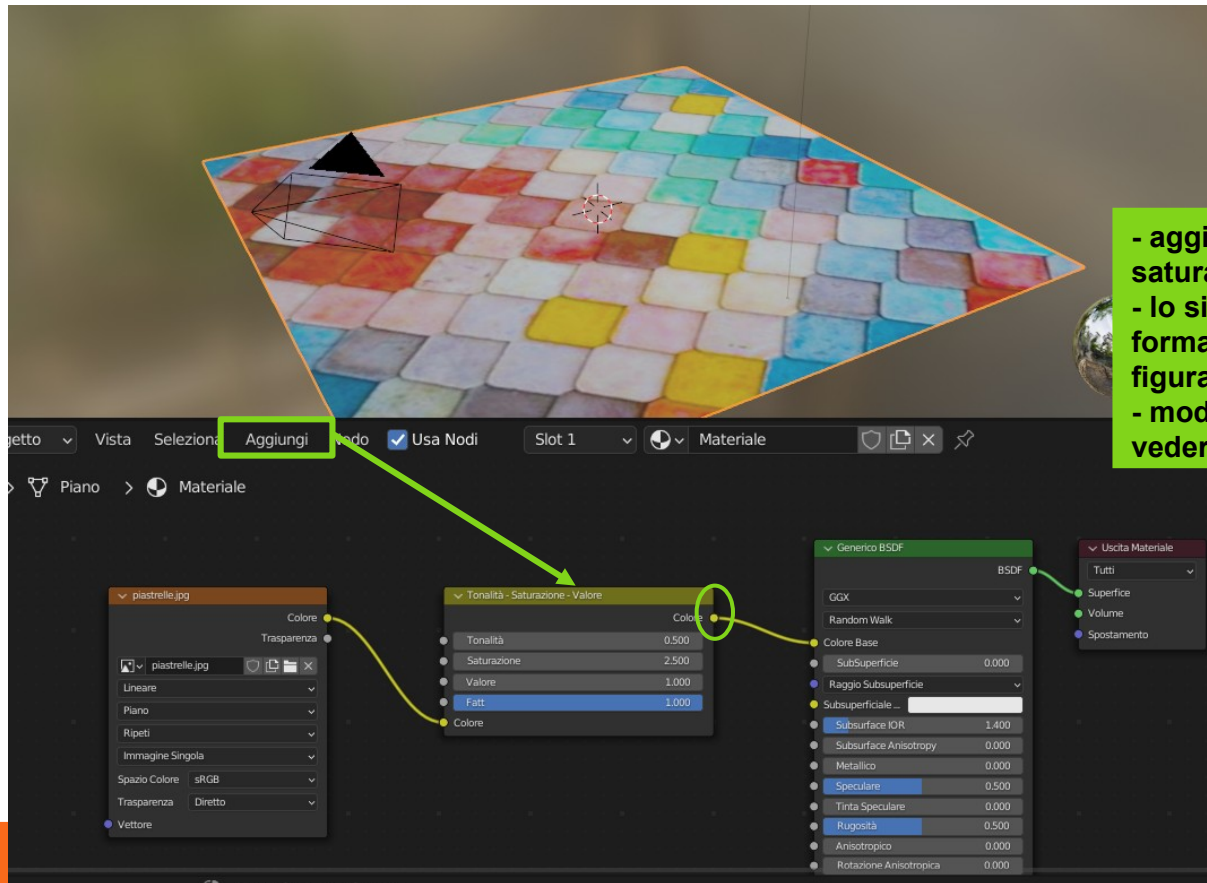 - aggi
satura
- lo si
forma
figura
- mod
veder
getto Vista Seleziona Aggiungi Nodo Usa Nodi Slot 1 Materiale
> Piano > Materiale
piastrelle.jpg
Colore
Trasparenza
piastrelle.jpg
Lineare
Piano
Ripeti
Immagine Singola
Spazio Colore sRGB
Trasparenza Diretto
Vettore
Tonalità - Saturazione - Valore
Colore
Tonalità 0.500
Saturazione 2.500
Valore 1.000
Fatt 1.000
Colore
Generico BSDF
BSDF
GGX
Random Walk
Colore Base
SubSuperficie 0.000
Raggio Subsuperficie
Subsuperficiale ...
Subsurface IOR 1.400
Subsurface Anisotropy 0.000
Metallico 0.000
Speculare 0.500
Tinta Speculare 0.000
Rugosità 0.500
Anisotropico 0.000
Rotazione Anisotropica 0.000
Uscita Materiale
Tutti
Superfice
Volume
Spostamento